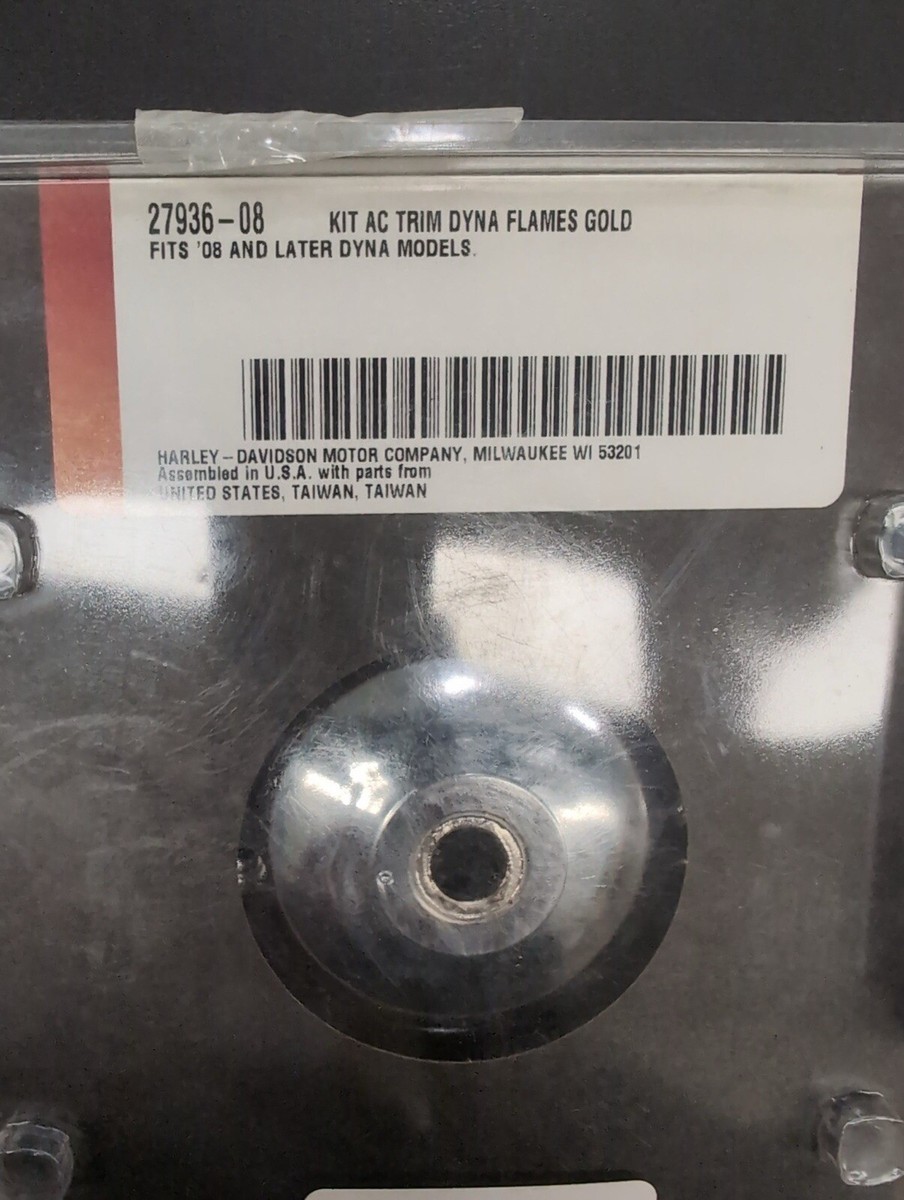 27936-08 KIT AC TRIM DYNA FLAMES GOLD
FITS '08 AND LATER DYNA MODELS.
HARLEY-DAVIDSON MOTOR COMPANY, MILWAUKEE WI 53201
Assembled in U.S.A. with parts from
UNITED STATES, TAIWAN, TAIWAN